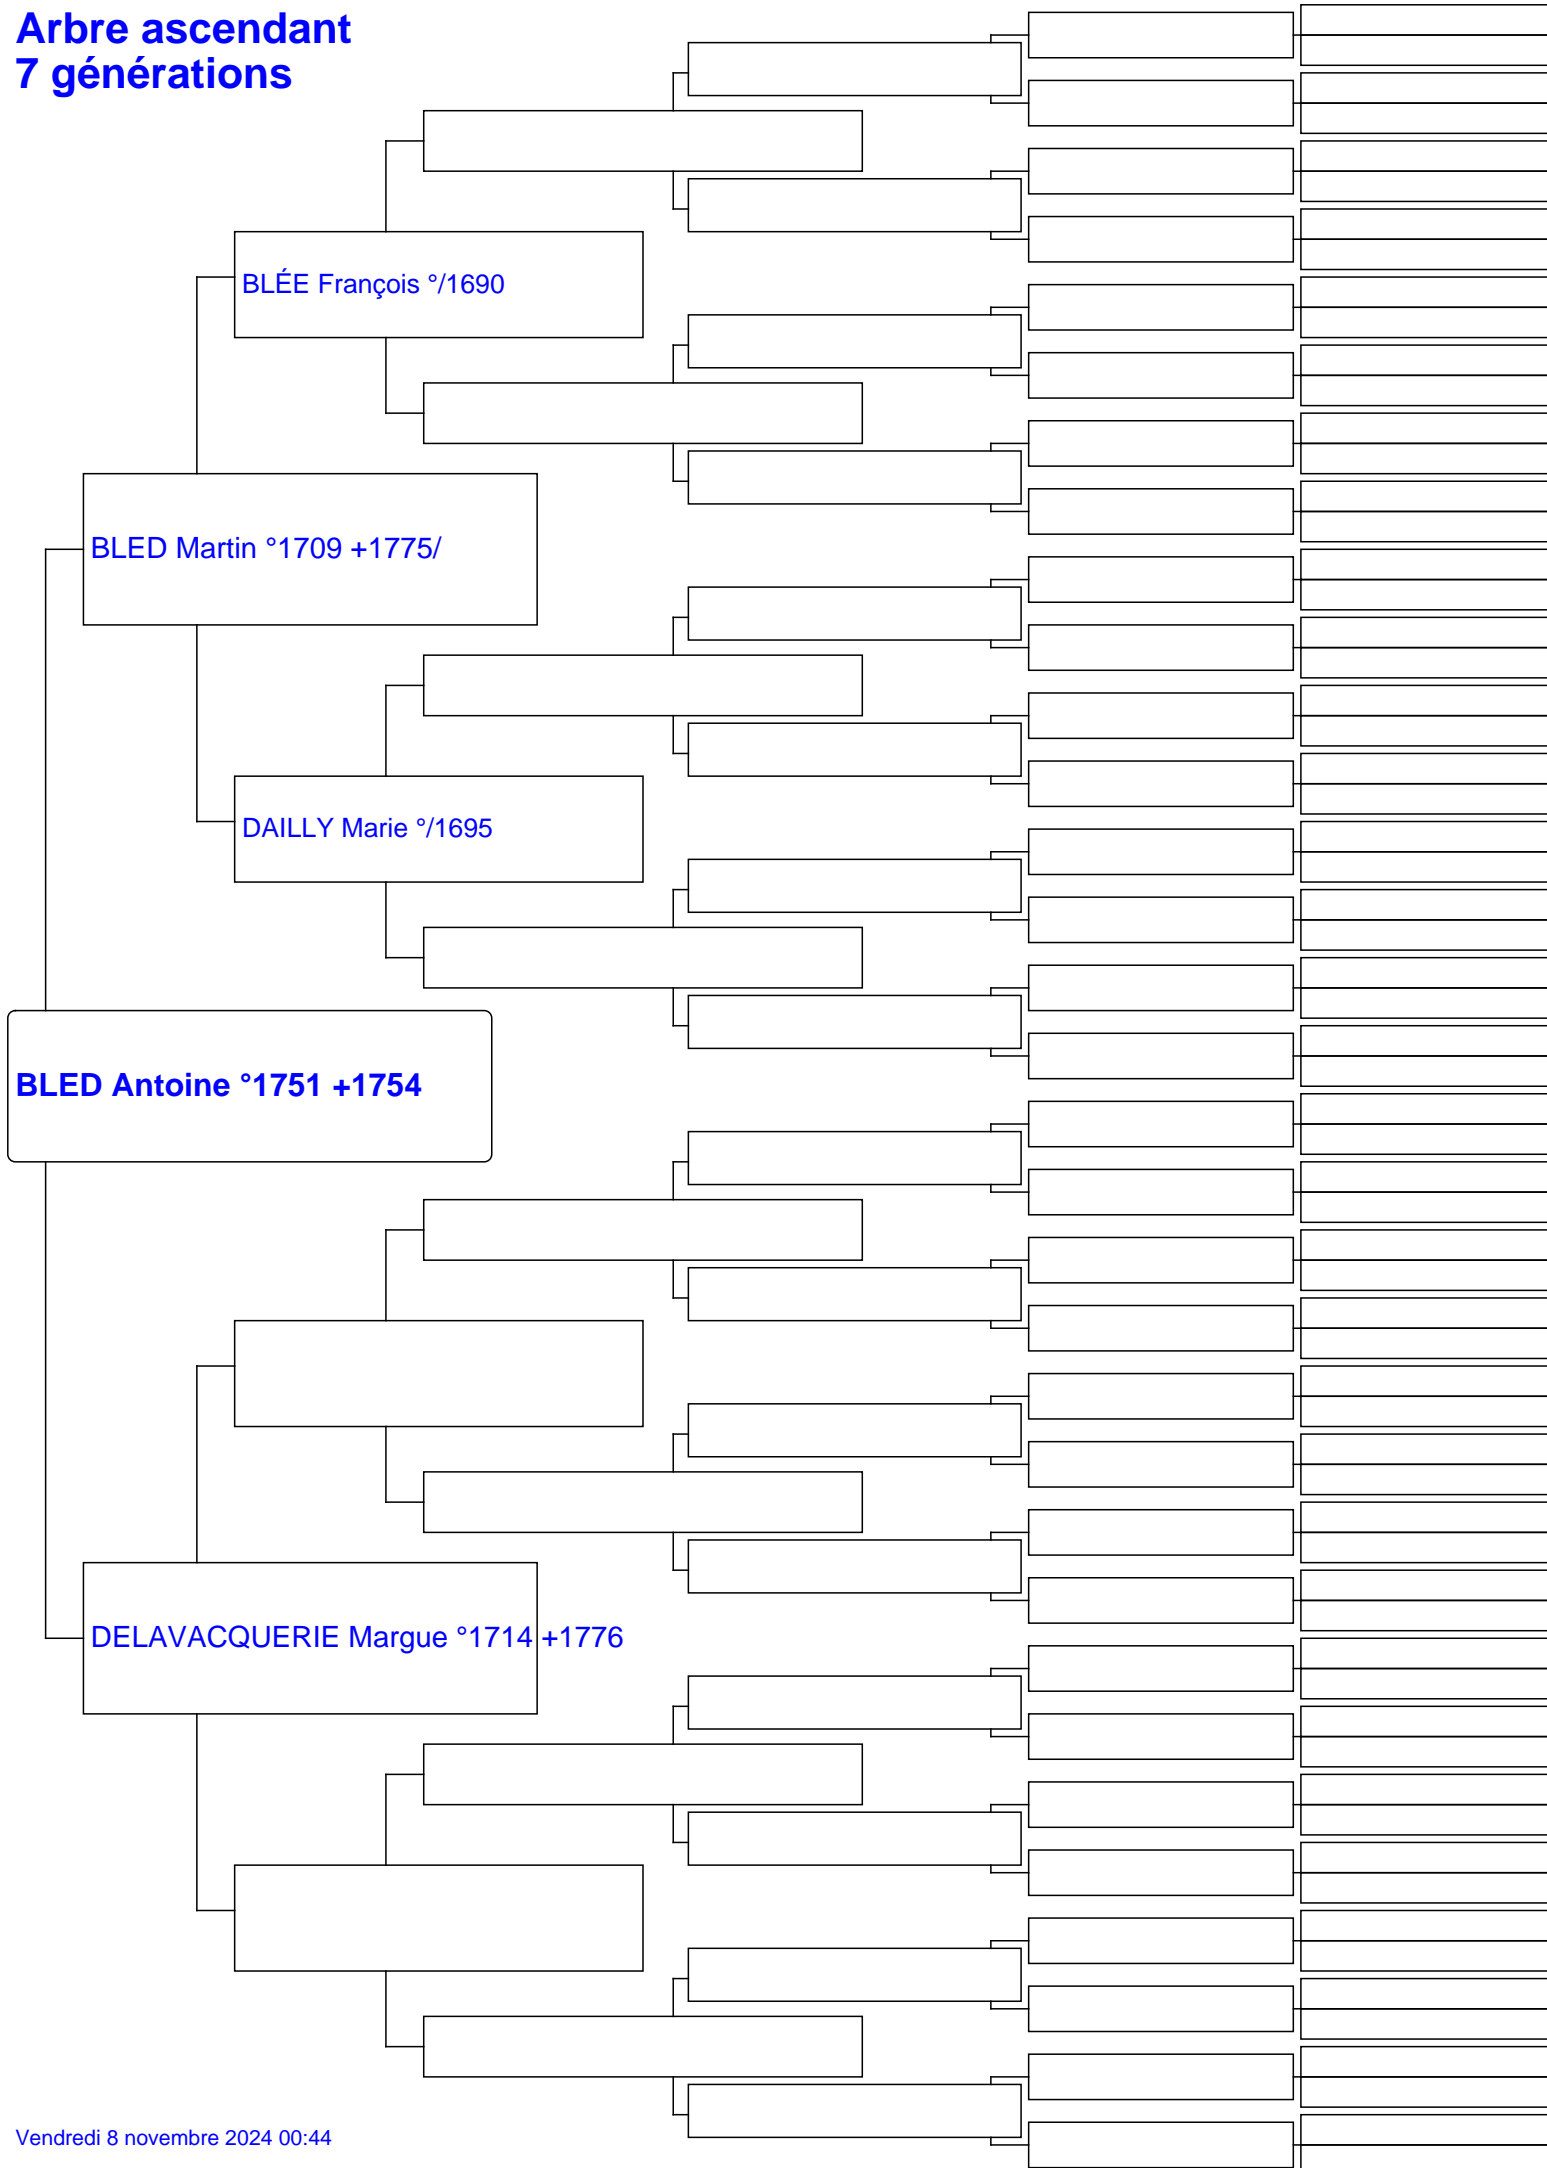 Arbre ascendant
7 générations
BLÉE François °/1690
BLED Martin °1709 +1775/
DAILLY Marie °/1695
BLED Antoine °1751 +1754
DELAVACQUERIE Margue °1714 +1776
Vendredi 8 novembre 2024 00:44